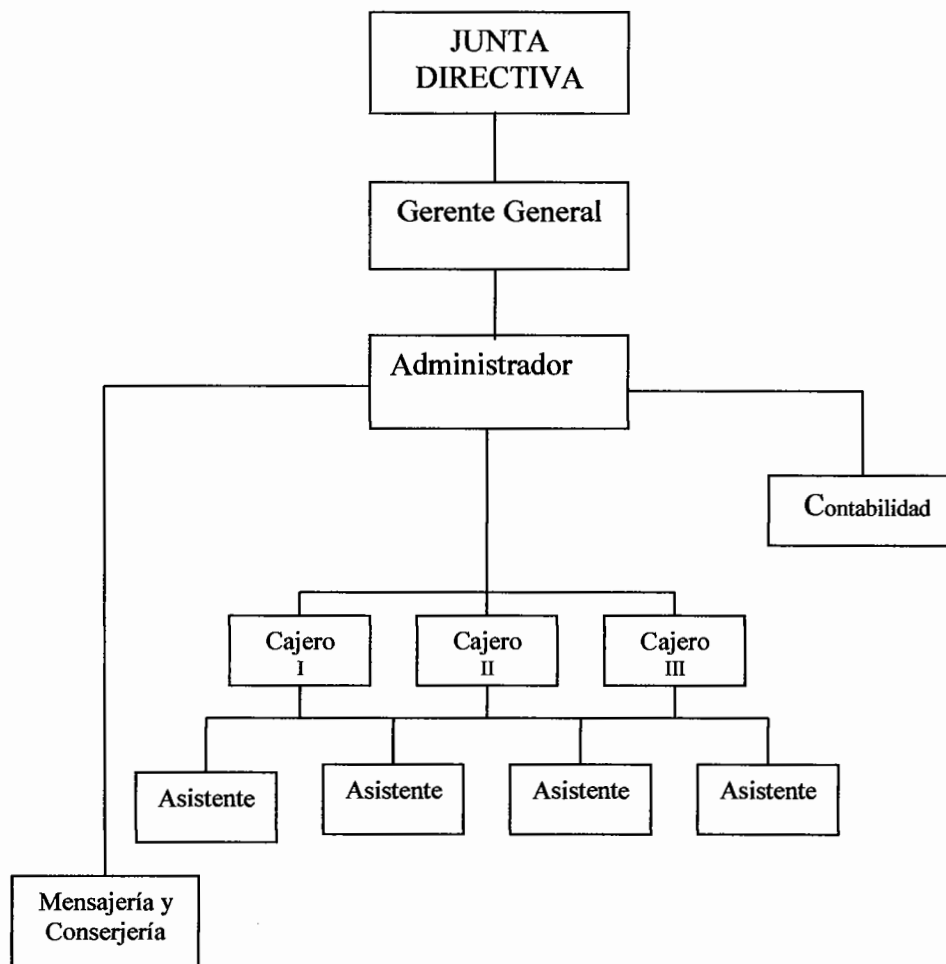 JUNTA
DIRECTIVA
Gerente General
Administrador
Contabilidad
Cajero
I
Cajero
II
Cajero
III
Asistente
Asistente
Asistente
Asistente
Mensajería y
Conserjería